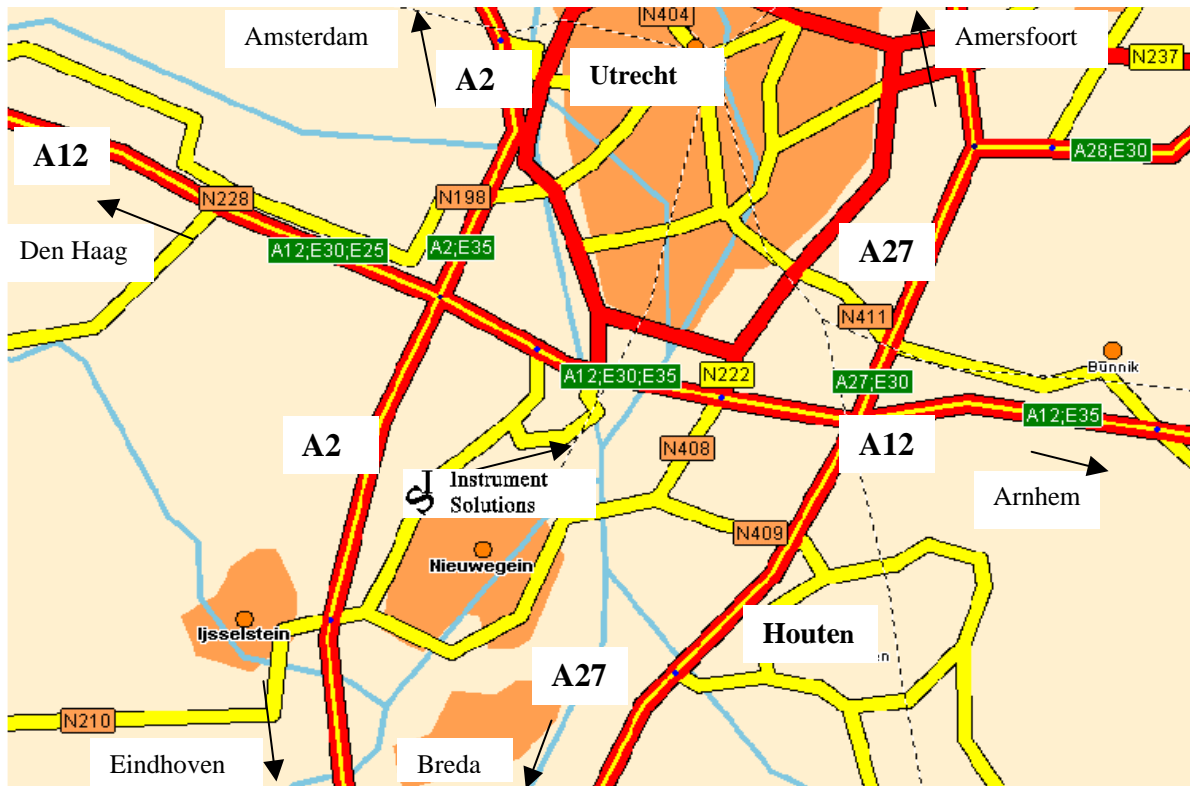 N404
Amsterdam
Amersfoort
A2
Utrecht
N237
A12
A28;E30
N228
N198
Den Haag
A12;E30;E25
A2;E35
A27
N411
A12;E30;E35
N222
A27;E30
Bunnik
A12;E35
A2
N408
A12
SJ Instrument
Solutions
Arnhem
N409
Nieuwegein
Ijsselstein
Houten
en
A27
N210
Eindhoven
Breda